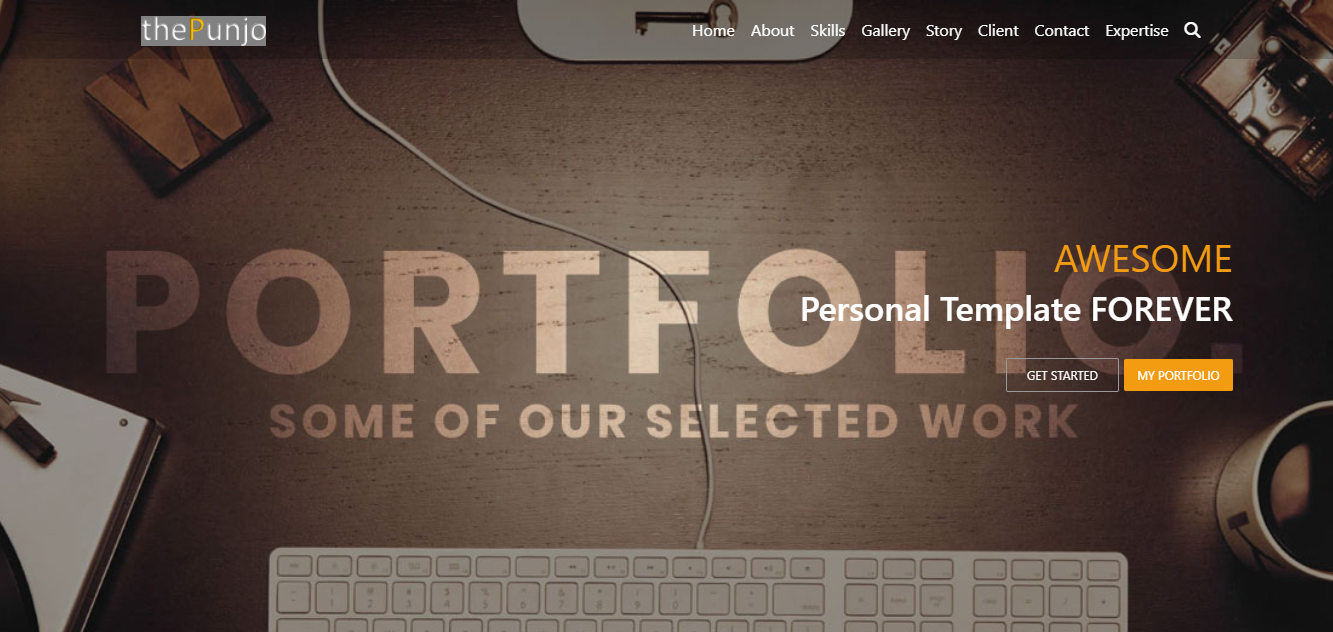 thePunjo
Home About Skills Gallery Story Client Contact Expertise
W
AWESOME
PORTFOLIO.
Personal Template FOREVER
GET STARTED MY PORTFOLIO
SOME OF OUR SELECTED WORK